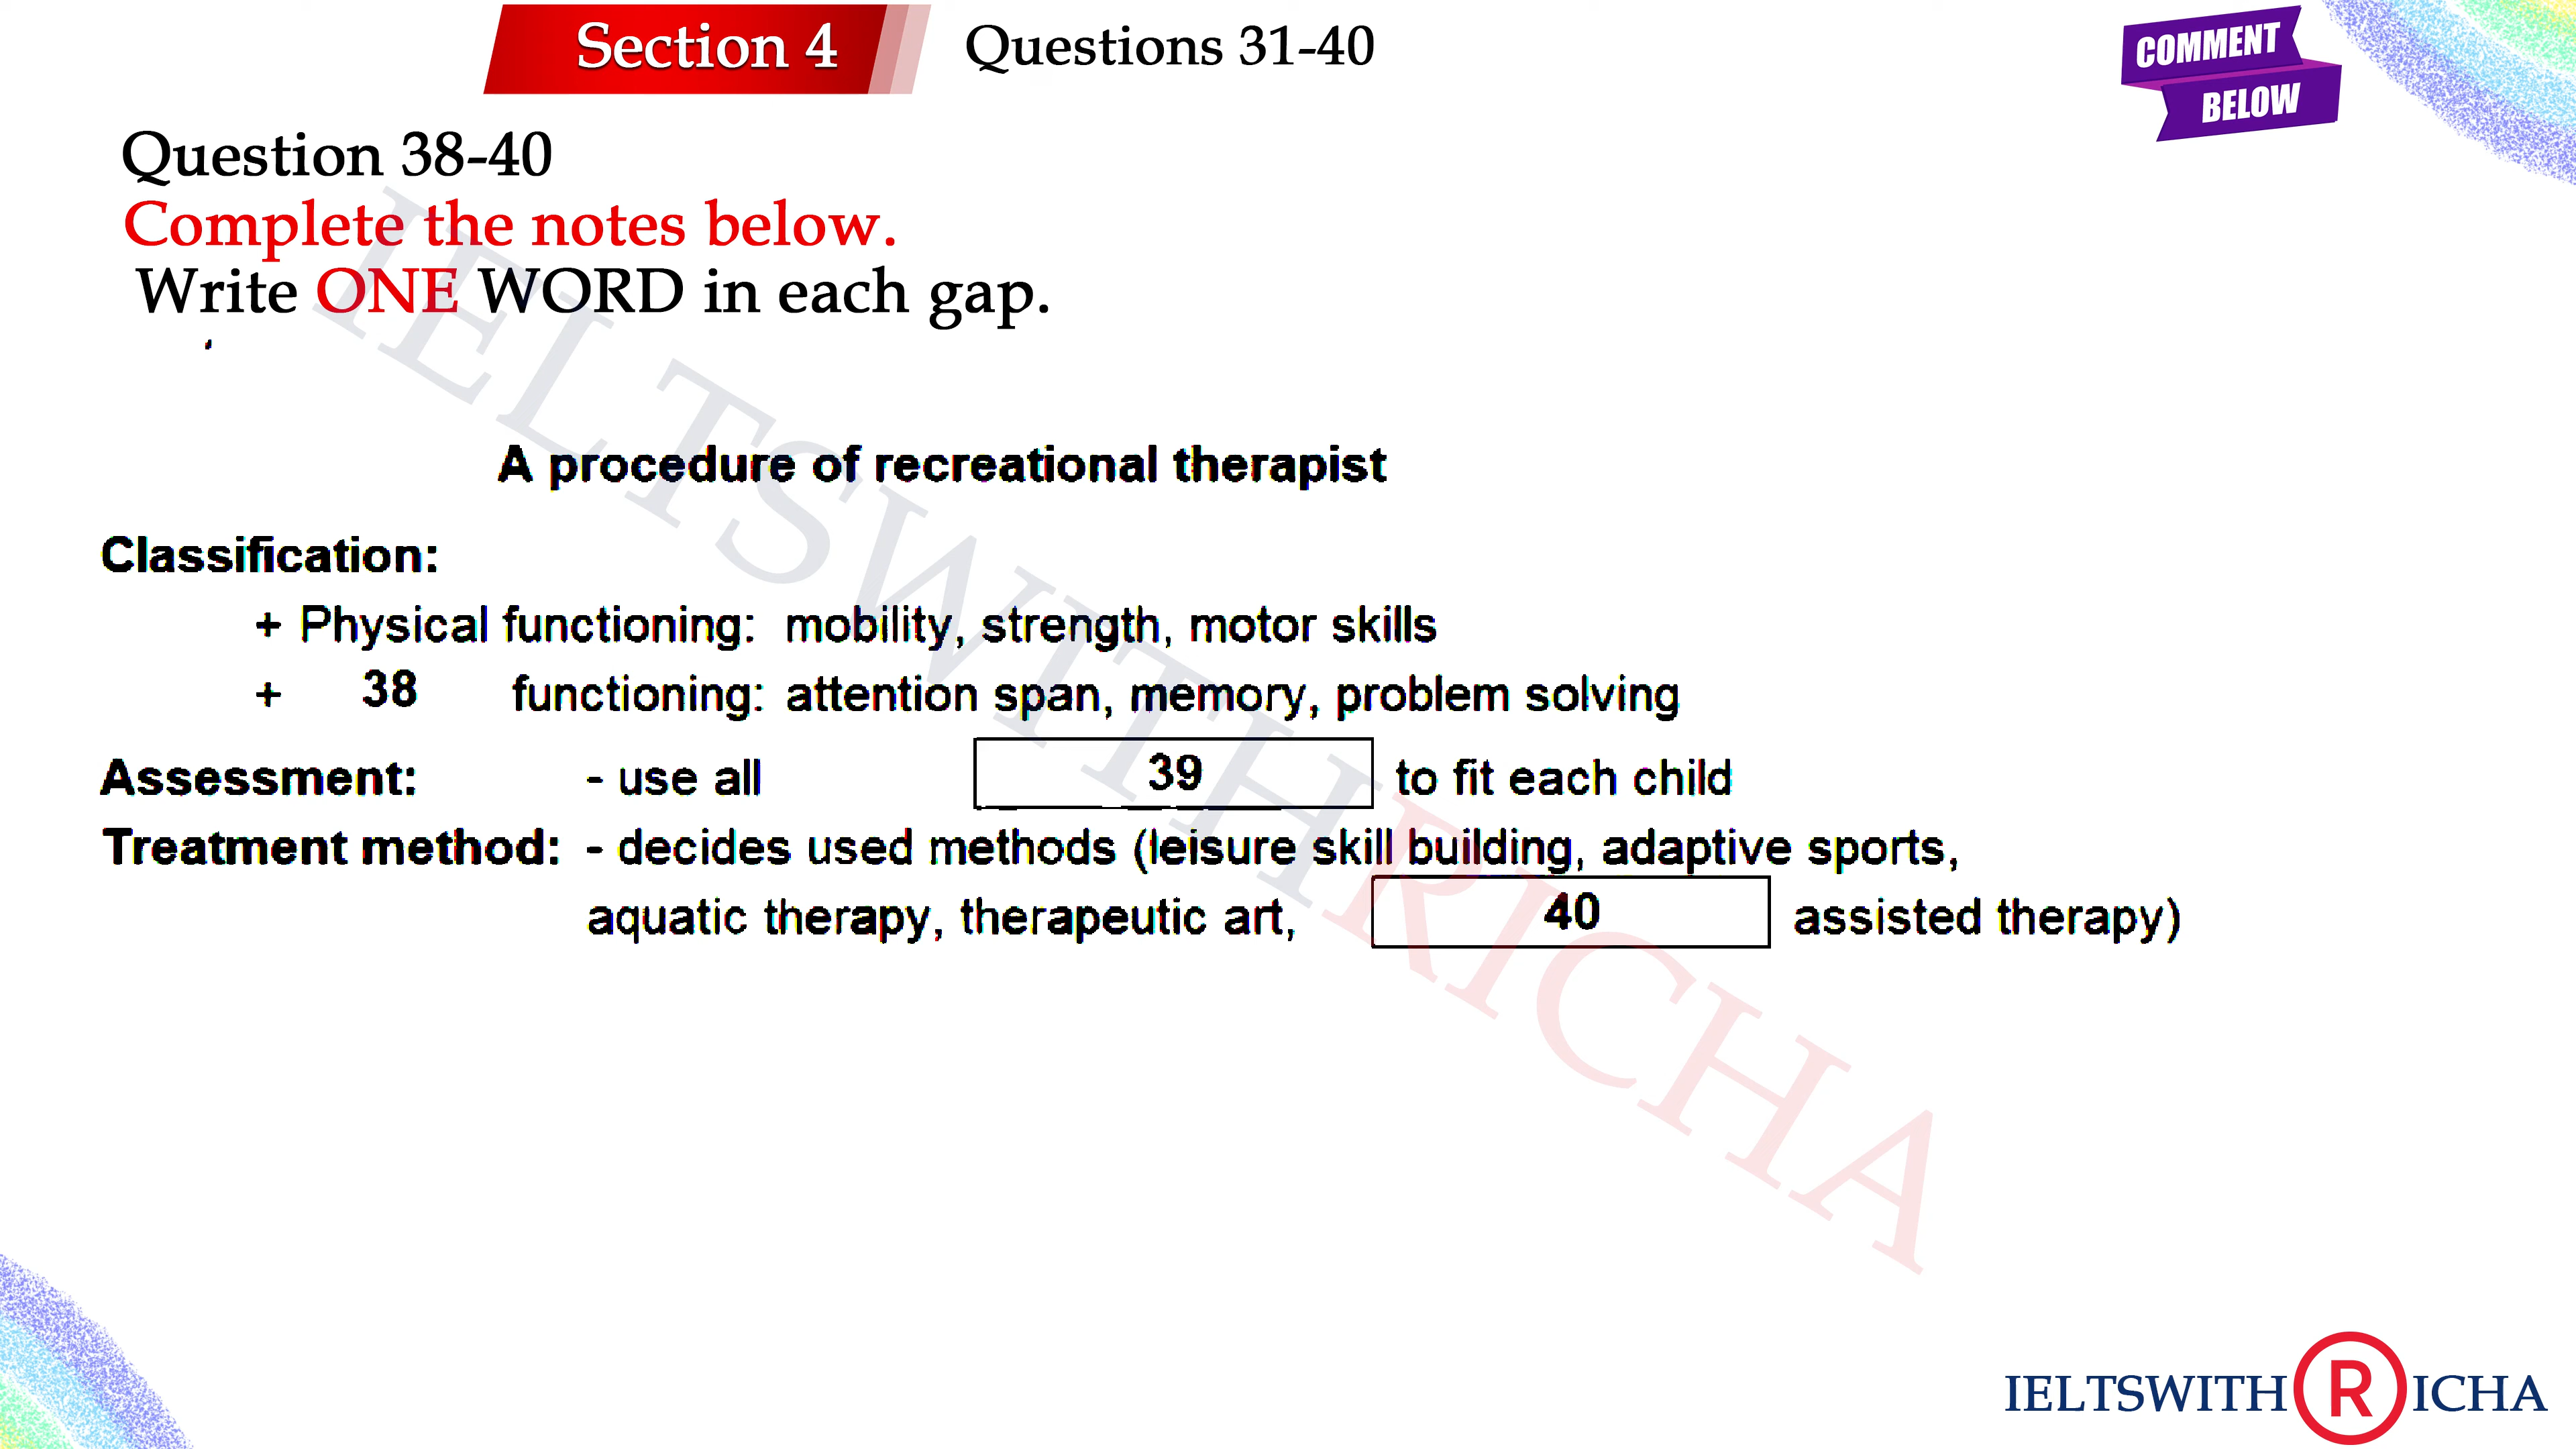 Section 4 Questions 31-40
COMMENT
BELOW
Question 38-40
Complete the notes below.
Write ONE WORD in each gap.
A procedure of recreational therapist
Classification:
+ Physical functioning: mobility, strength, motor skills
+ 38 functioning: attention span, memory, problem solving
Assessment: - use all 39 to fit each child
Treatment method: - decides used methods (leisure skill building, adaptive sports,
aquatic therapy, therapeutic art, 40 assisted therapy)
IELTSWITHRICHA
IELTSWITHRICHA